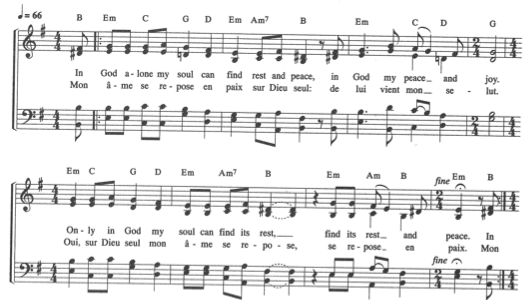 ♩ = 66
B Em C G D Em Am7 B Em C D G
In God a-lone my soul can find rest and peace, in God my peace and joy.
Mon â-me se re-pose en paix sur Dieu seul: de lui vient mon se-lut.
Em C G D Em Am7 B Em Am B fine Em B
On-ly in God my soul can find its rest, find its rest and peace. In
Oui, sur Dieu seul mon â-me se re-po-se, se re-pose en paix. Mon
fine